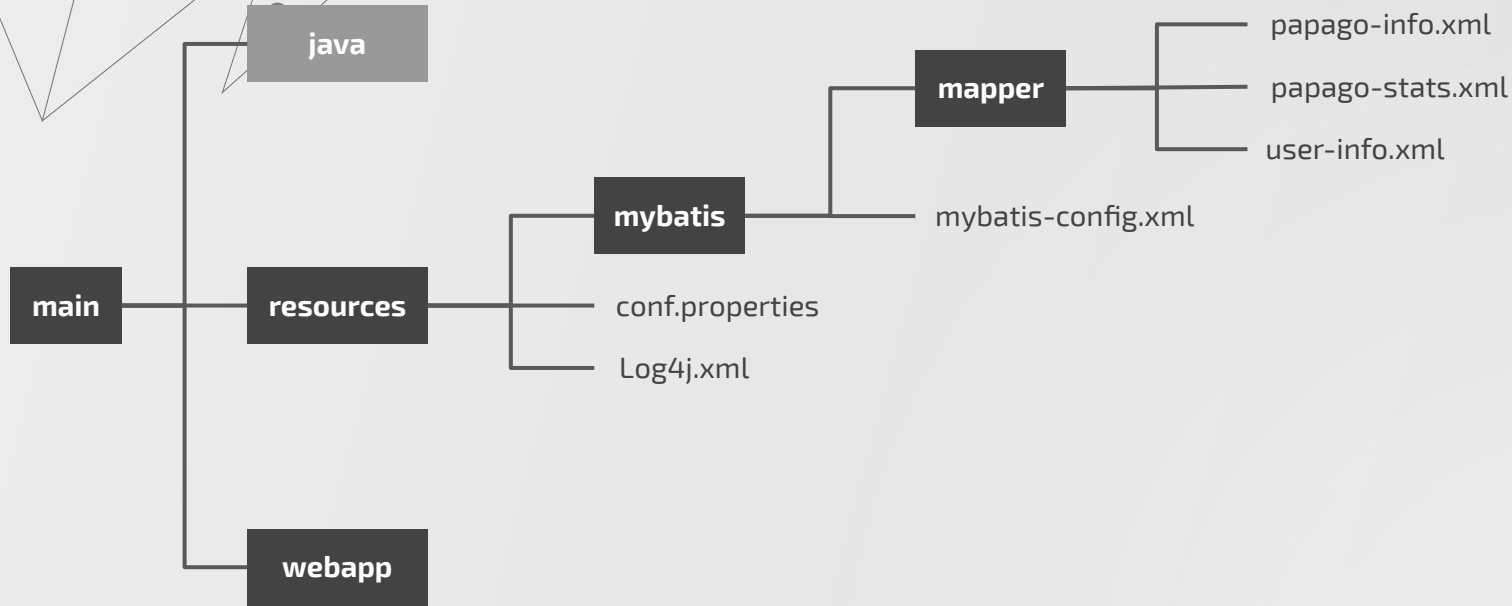 java
papago-info.xml
mapper
papago-stats.xml
user-info.xml
mybatis
mybatis-config.xml
main
resources
conf.properties
Log4j.xml
webapp